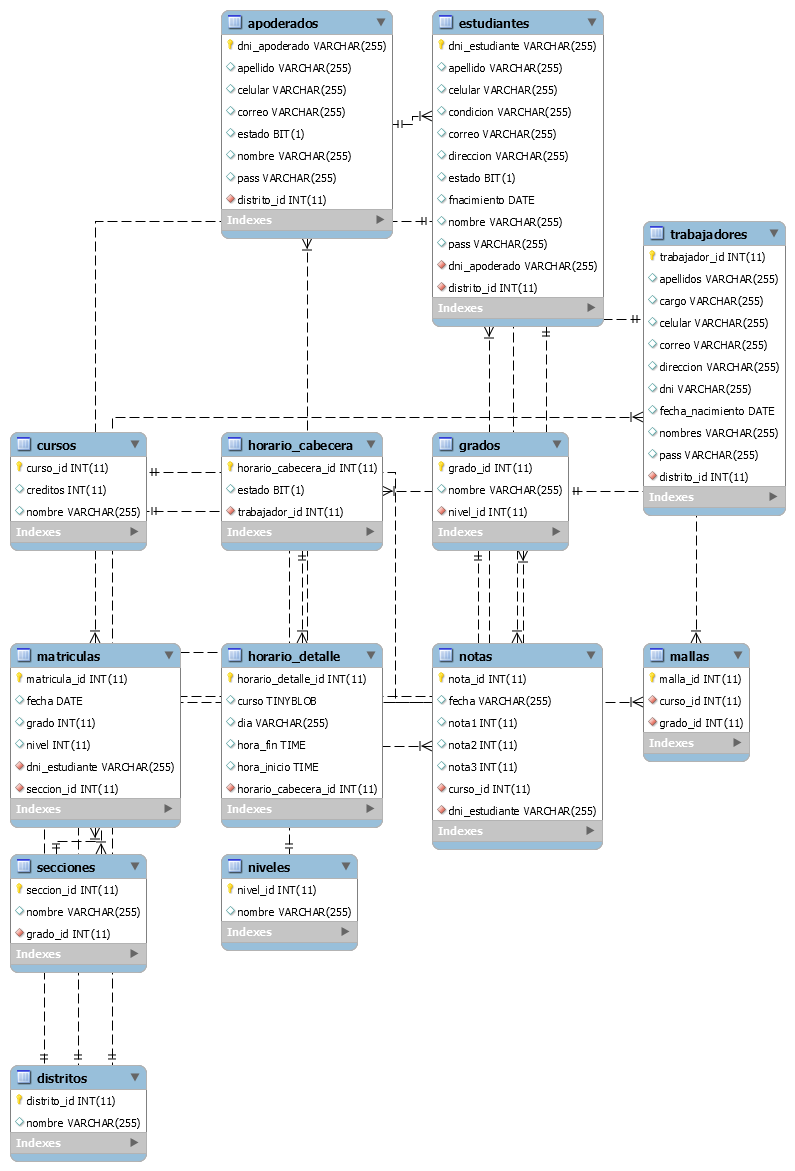 apoderados
dni_apoderado VARCHAR(255)
apellido VARCHAR(255)
celular VARCHAR(255)
correo VARCHAR(255)
estado BIT(1)
nombre VARCHAR(255)
pass VARCHAR(255)
distrito_id INT(11)
Indexes
estudiantes
dni_estudiante VARCHAR(255)
apellido VARCHAR(255)
celular VARCHAR(255)
condicion VARCHAR(255)
correo VARCHAR(255)
direccion VARCHAR(255)
estado BIT(1)
fnacimiento DATE
nombre VARCHAR(255)
pass VARCHAR(255)
dni_apoderado VARCHAR(255)
distrito_id INT(11)
Indexes
trabajadores
trabajador_id INT(11)
apellidos VARCHAR(255)
cargo VARCHAR(255)
celular VARCHAR(255)
correo VARCHAR(255)
direccion VARCHAR(255)
dni VARCHAR(255)
fecha_nacimiento DATE
nombres VARCHAR(255)
pass VARCHAR(255)
distrito_id INT(11)
Indexes
cursos
curso_id INT(11)
creditos INT(11)
nombre VARCHAR(255)
Indexes
horario_cabecera
horario_cabecera_id INT(11)
estado BIT(1)
trabajador_id INT(11)
Indexes
grados
grado_id INT(11)
nombre VARCHAR(255)
nivel_id INT(11)
Indexes
matriculas
matricula_id INT(11)
fecha DATE
grado INT(11)
nivel INT(11)
dni_estudiante VARCHAR(255)
seccion_id INT(11)
Indexes
horario_detalle
horario_detalle_id INT(11)
curso TINYBLOB
dia VARCHAR(255)
hora_fin TIME
hora_inicio TIME
horario_cabecera_id INT(11)
Indexes
notas
nota_id INT(11)
fecha VARCHAR(255)
nota1 INT(11)
nota2 INT(11)
nota3 INT(11)
curso_id INT(11)
dni_estudiante VARCHAR(255)
Indexes
mallas
malla_id INT(11)
curso_id INT(11)
grado_id INT(11)
Indexes
secciones
seccion_id INT(11)
nombre VARCHAR(255)
grado_id INT(11)
Indexes
niveles
nivel_id INT(11)
nombre VARCHAR(255)
Indexes
distritos
distrito_id INT(11)
nombre VARCHAR(255)
Indexes